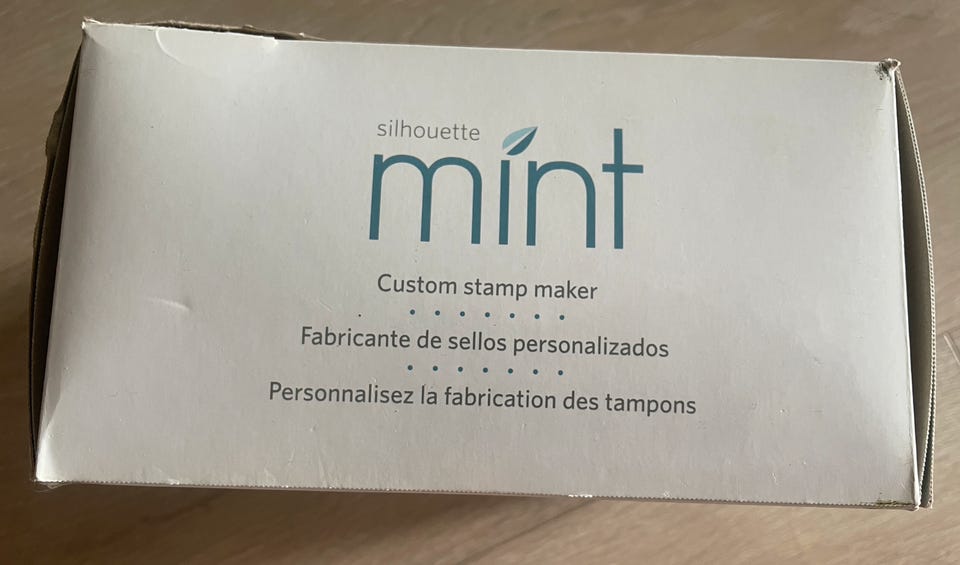 silhouette
mint
Custom stamp maker
Fabricante de sellos personalizados
Personnalisez la fabrication des tampons